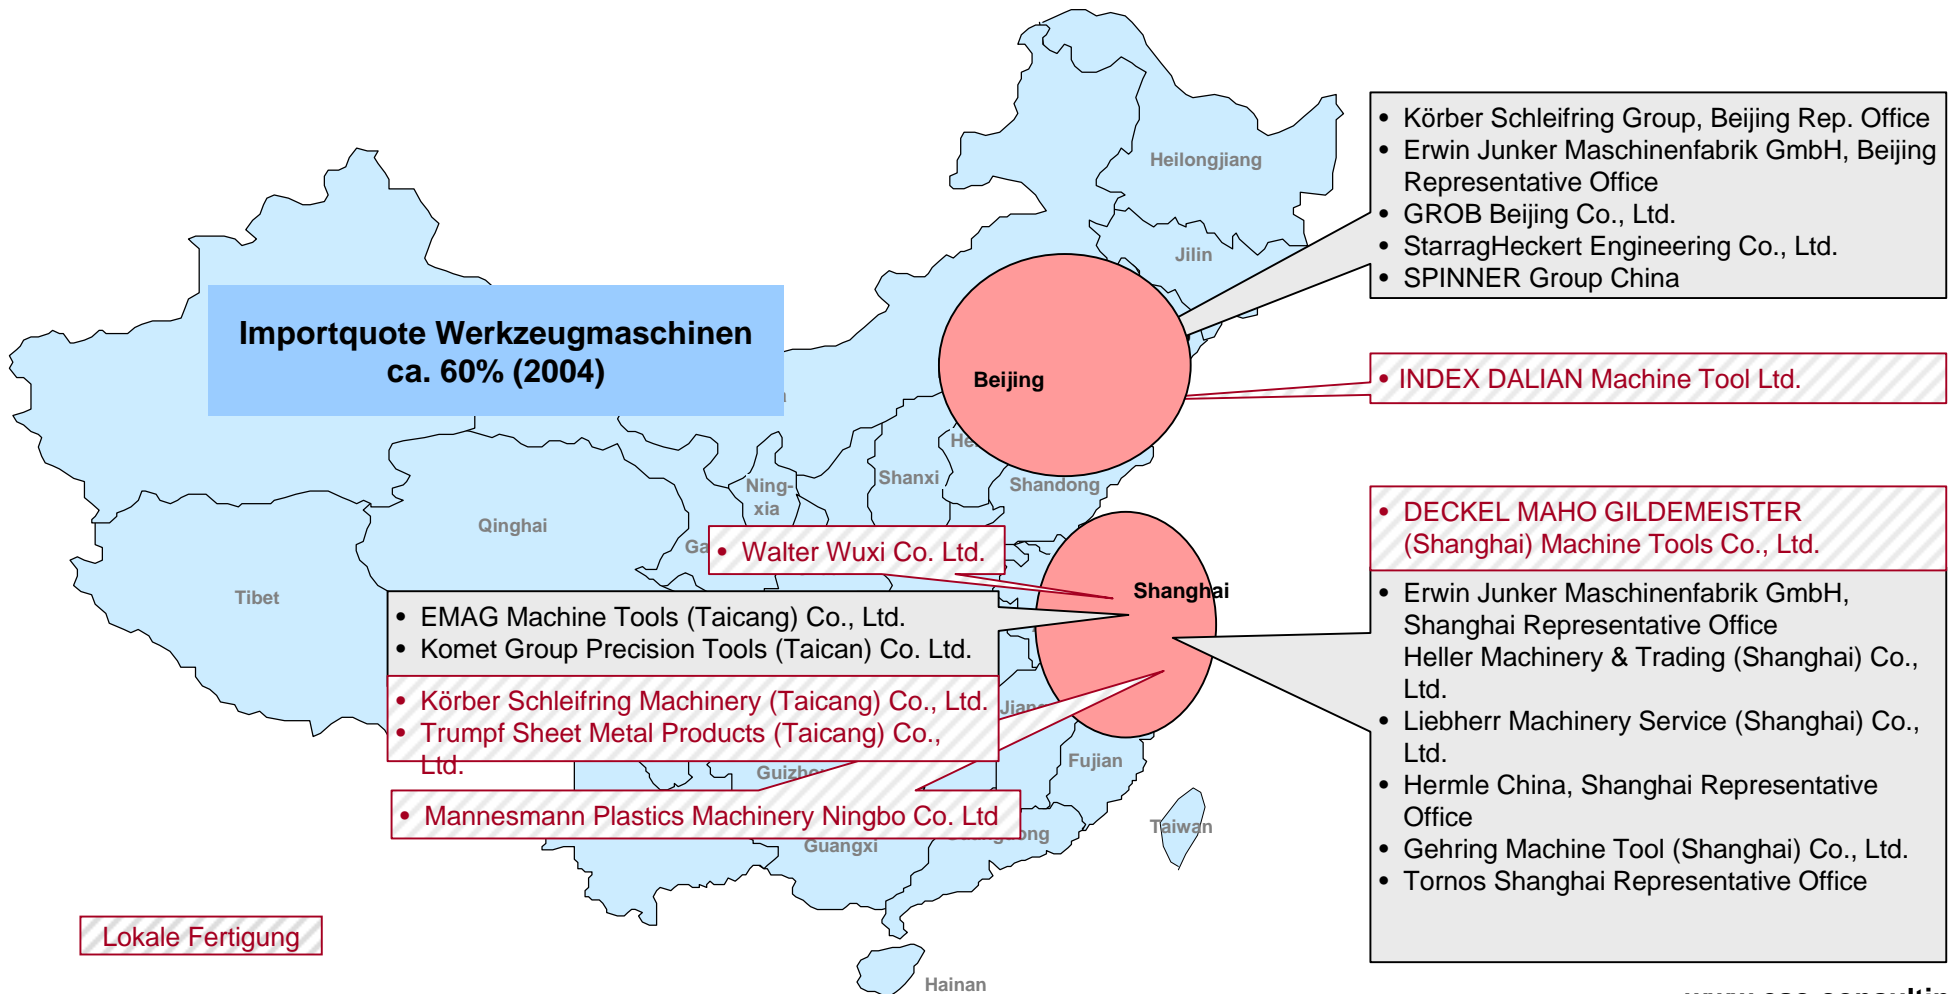 Heilongjiang
Jilin
• Körber Schleifring Group, Beijing Rep. Office
• Erwin Junker Maschinenfabrik GmbH, Beijing
Representative Office
• GROB Beijing Co., Ltd.
• StarragHeckert Engineering Co., Ltd.
• SPINNER Group China
Importquote Werkzeugmaschinen
ca. 60% (2004)
Beijing
• INDEX DALIAN Machine Tool Ltd.
He
Shanxi
Shandong
Ning-
xia
Qinghai
Ga
Tibet
• Walter Wuxi Co. Ltd.
Shanghai
• DECKEL MAHO GILDEMEISTER
(Shanghai) Machine Tools Co., Ltd.
• Erwin Junker Maschinenfabrik GmbH,
Shanghai Representative Office
Heller Machinery & Trading (Shanghai) Co.,
Ltd.
• Liebherr Machinery Service (Shanghai) Co.,
Ltd.
• Hermle China, Shanghai Representative
Office
• Gehring Machine Tool (Shanghai) Co., Ltd.
• Tornos Shanghai Representative Office
• EMAG Machine Tools (Taicang) Co., Ltd.
• Komet Group Precision Tools (Taican) Co. Ltd.
• Körber Schleifring Machinery (Taicang) Co., Ltd.
• Trumpf Sheet Metal Products (Taicang) Co.,
Ltd.
Jiang
Guizho
Fujian
• Mannesmann Plastics Machinery Ningbo Co. Ltd
Guangxi
Taiwan
Lokale Fertigung
Hainan